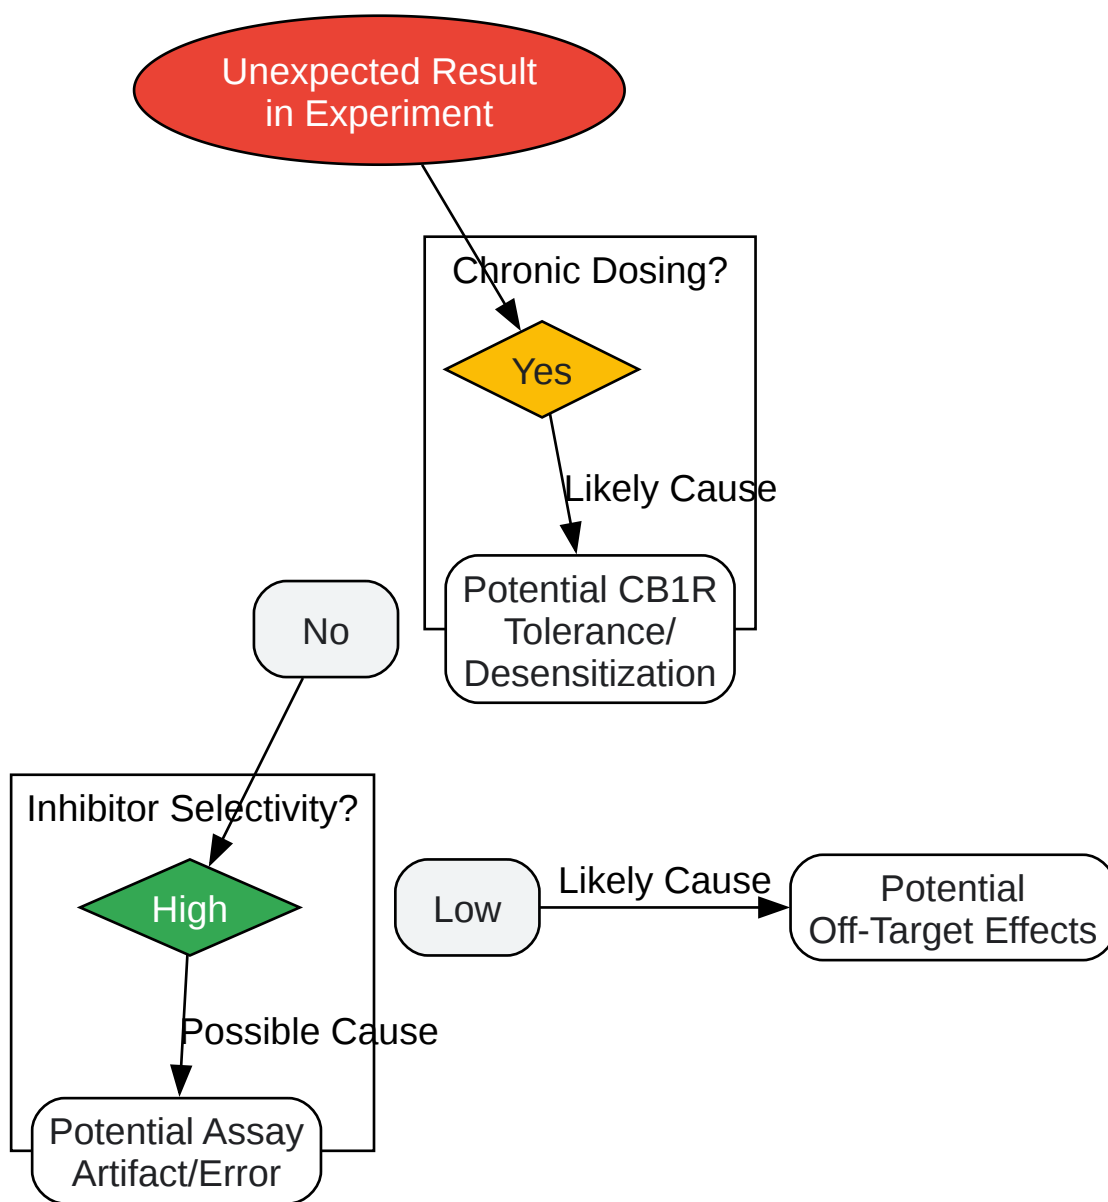 Unexpected Result
in Experiment
Chronic Dosing?
Yes
Likely Cause
Potential CB1R
Tolerance/
Desensitization
No
Inhibitor Selectivity?
High
Possible Cause
Potential Assay
Artifact/Error
Low
Likely Cause
Potential
Off-Target Effects